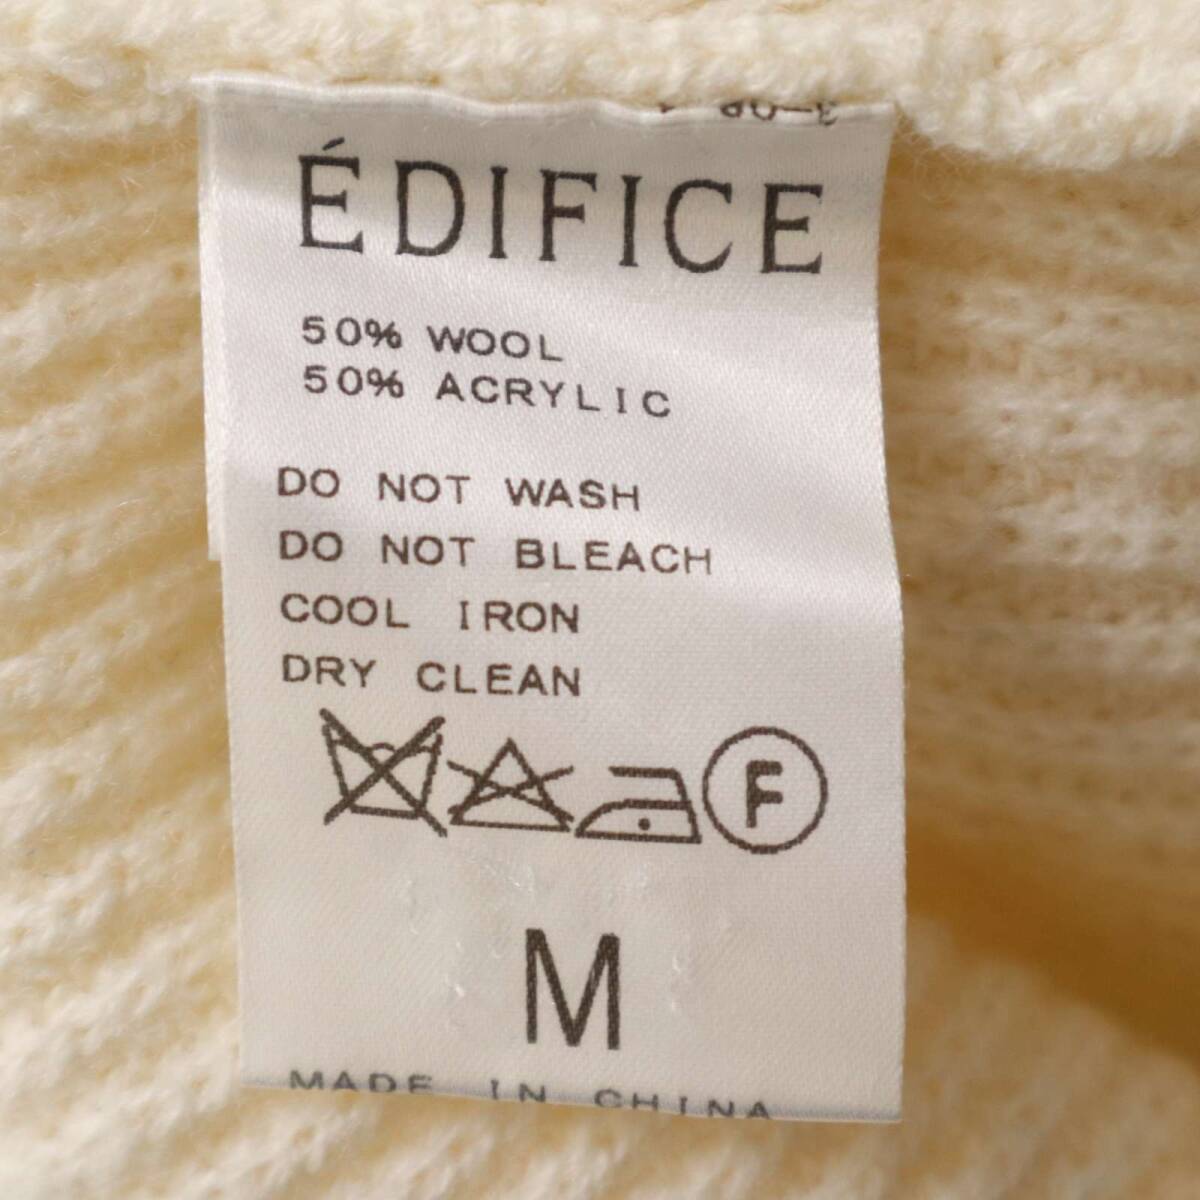 ÉDIFICE
50% WOOL
50% ACRYLIC
DO NOT WASH
DO NOT BLEACH
COOL IRON
DRY CLEAN
F
M
MADE IN CHINA